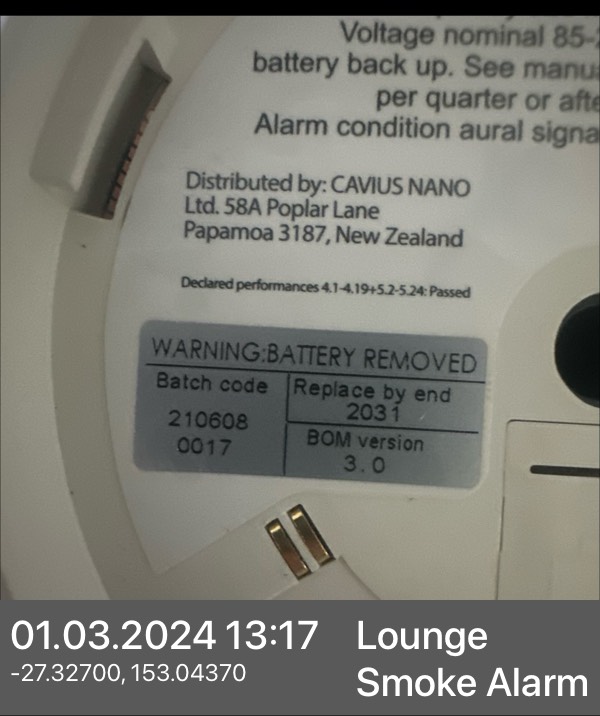 Voltage nominal 85-
battery back up. See
per quarter or
Alarm condition aural
Distributed by: CAVIUS NANO
Ltd. 58A Poplar Lane
Papamoa 3187, New Zealand
Declared performances 4.1-4.19+5.2-5.24: Passed
WARNING:BATTERY REMOVED
Batch code
210608
0017
Replace by end
2031
BOM version
3.0
01.03.2024 13:17
-27.32700, 153.04370
Lounge
Smoke Alarm